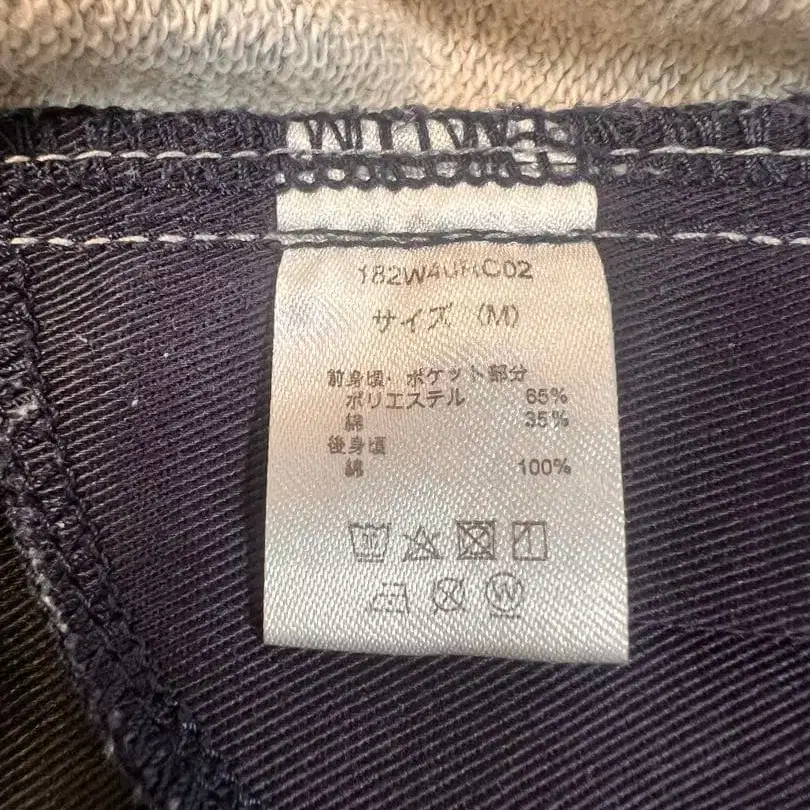 182W40RC02
サイズ (M)
前身頃・ポケット部分
ポリエステル 65%
綿 35%
後身頃
綿 100%
W